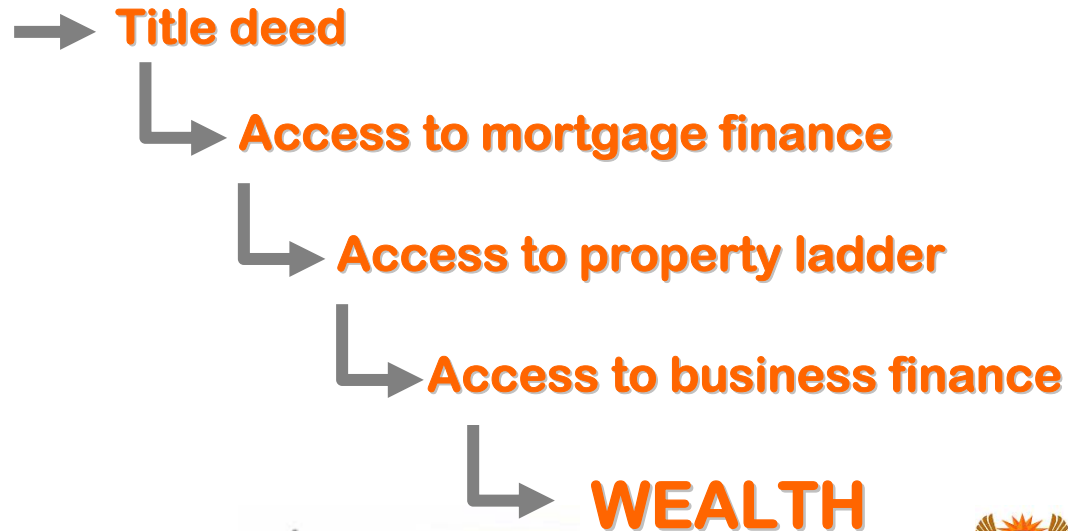 Title deed
Access to mortgage finance
Access to property ladder
Access to business finance
WEALTH